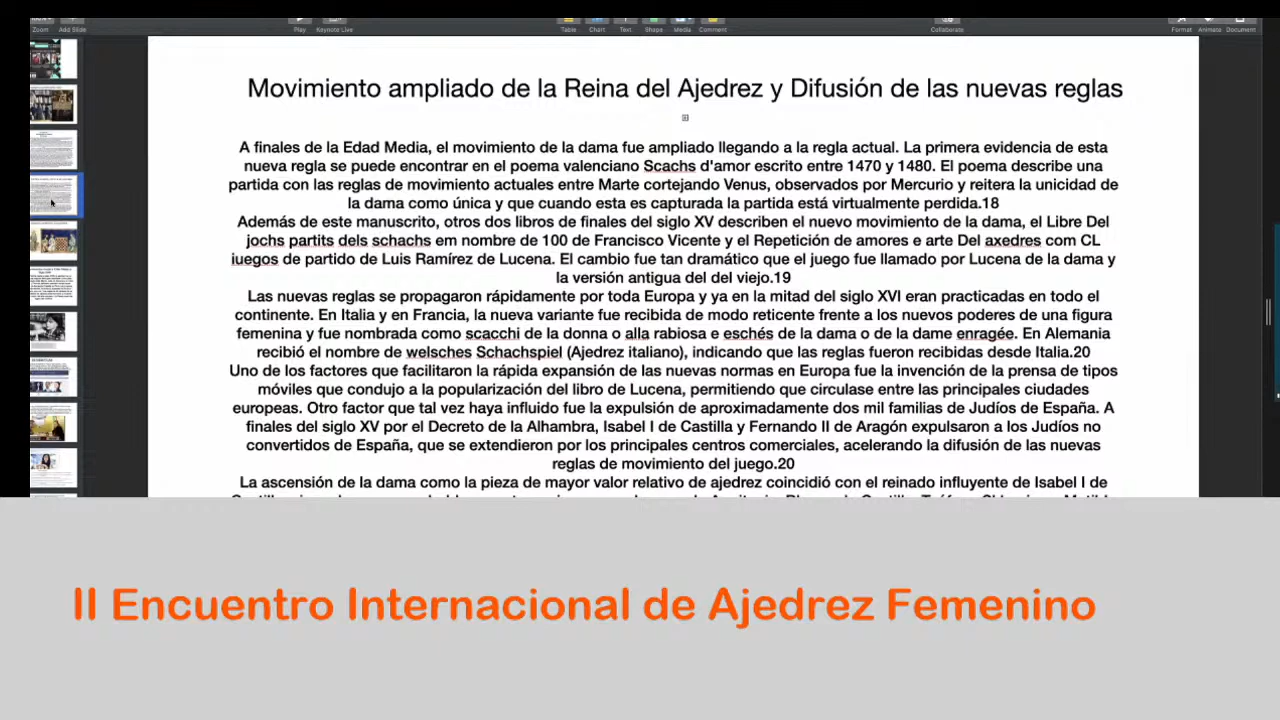 Zoom Add Slide Play Keynote Live Table Chart Text Shape Media Comment Collaborate Format Animate Document
Movimiento ampliado de la Reina del Ajedrez y Difusión de las nuevas reglas
A finales de la Edad Media, el movimiento de la dama fue ampliado llegando a la regla actual. La primera evidencia de esta
nueva regla se puede encontrar en el poema valenciano Scachs d'amor escrito entre 1470 y 1480. El poema describe una
partida con las reglas de movimiento actuales entre Marte cortejando Venus, observados por Mercurio y reitera la unicidad de
la dama como única y que cuando esta es capturada la partida está virtualmente perdida.18
Además de este manuscrito, otros dos libros de finales del siglo XV describen el nuevo movimiento de la dama, el Libre Del
jochs partits dels schachs em nombre de 100 de Francisco Vicente y el Repetición de amores e arte Del axedres com CL
iuegos de partido de Luis Ramírez de Lucena. El cambio fue tan dramático que el juego fue llamado por Lucena de la dama y
la versión antigua del del viejo.19
Las nuevas reglas se propagaron rápidamente por toda Europa y ya en la mitad del siglo XVI eran practicadas en todo el
continente. En Italia y en Francia, la nueva variante fue recibida de modo reticente frente a los nuevos poderes de una figura
femenina y fue nombrada como scacchi de la donna o alla rabiosa e eschés de la dama o de la dame enragée. En Alemania
recibió el nombre de welsches Schachspiel (Ajedrez italiano), indicando que las reglas fueron recibidas desde Italia.20
Uno de los factores que facilitaron la rápida expansión de las nuevas normas en Europa fue la invención de la prensa de tipos
móviles que condujo a la popularización del libro de Lucena, permitiendo que circulase entre las principales ciudades
europeas. Otro factor que tal vez haya influido fue la expulsión de aproximadamente dos mil familias de Judíos de España. A
finales del siglo XV por el Decreto de la Alhambra, Isabel I de Castilla y Fernando II de Aragón expulsaron a los Judíos no
convertidos de España, que se extendieron por los principales centros comerciales, acelerando la difusión de las nuevas
reglas de movimiento del juego.20
La ascensión de la dama como la pieza de mayor valor relativo de ajedrez coincidió con el reinado influyente de Isabel I de
II Encuentro Internacional de Ajedrez Femenino